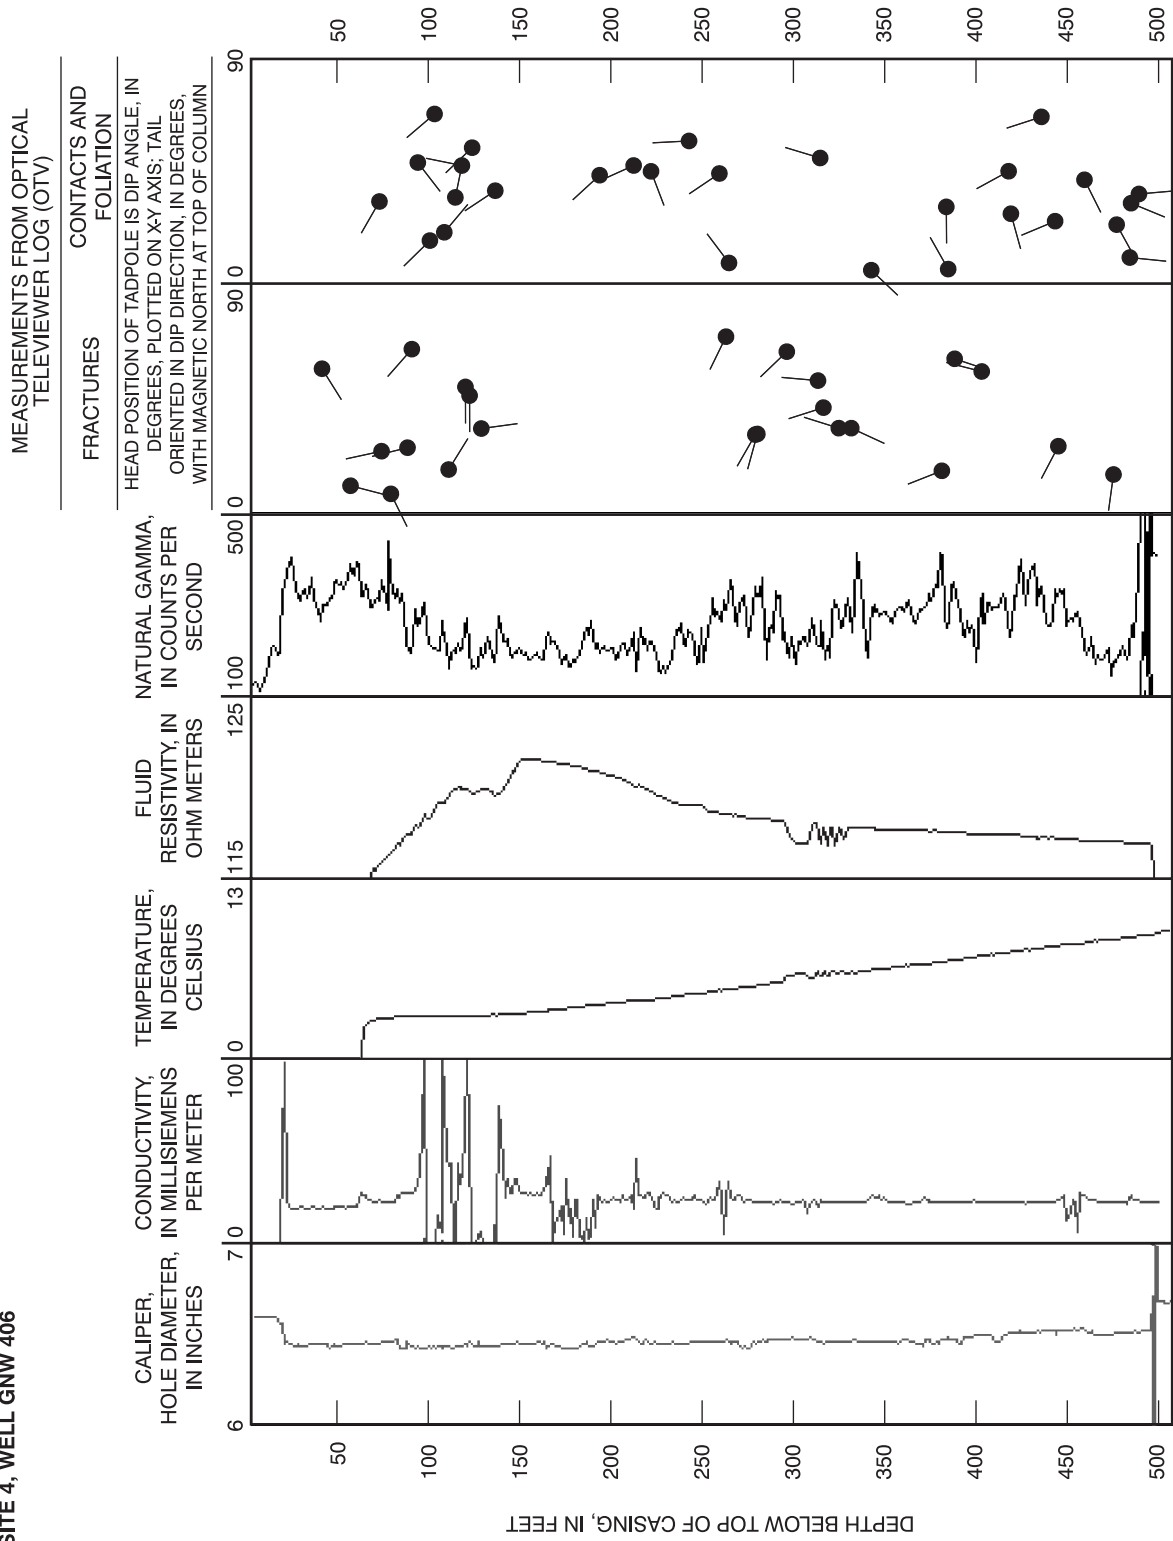 SITE 4, WELL GNW 406
CALIPER,
HOLE DIAMETER,
IN INCHES
6 7
CONDUCTIVITY,
IN MILLISIEMENS
PER METER
0 100
TEMPERATURE,
IN DEGREES
CELSIUS
0 13
FLUID
RESISTIVITY, IN
OHM METERS
115 125
NATURAL GAMMA,
IN COUNTS PER
SECOND
100 500
MEASUREMENTS FROM OPTICAL
TELEVIEWER LOG (OTV)
FRACTURES
CONTACTS AND
FOLIATION
HEAD POSITION OF TADPOLE IS DIP ANGLE, IN
DEGREES, PLOTTED ON X-Y AXIS; TAIL
ORIENTED IN DIP DIRECTION, IN DEGREES,
WITH MAGNETIC NORTH AT TOP OF COLUMN
0 90
0 90
DEPTH BELOW TOP OF CASING, IN FEET
50
100
150
200
250
300
350
400
450
500
50
100
150
200
250
300
350
400
450
500